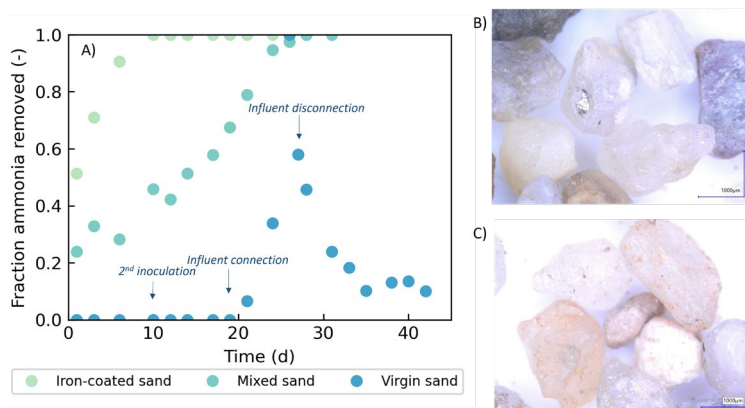 A)
Fraction ammonia removed (-)
1.0
0.8
0.6
0.4
0.2
0.0
Influent disconnection
2nd inoculation
Influent connection
0
10
20
30
40
Time (d)
Iron-coated sand
Mixed sand
Virgin sand
B)
1000µm
C)
1000µm